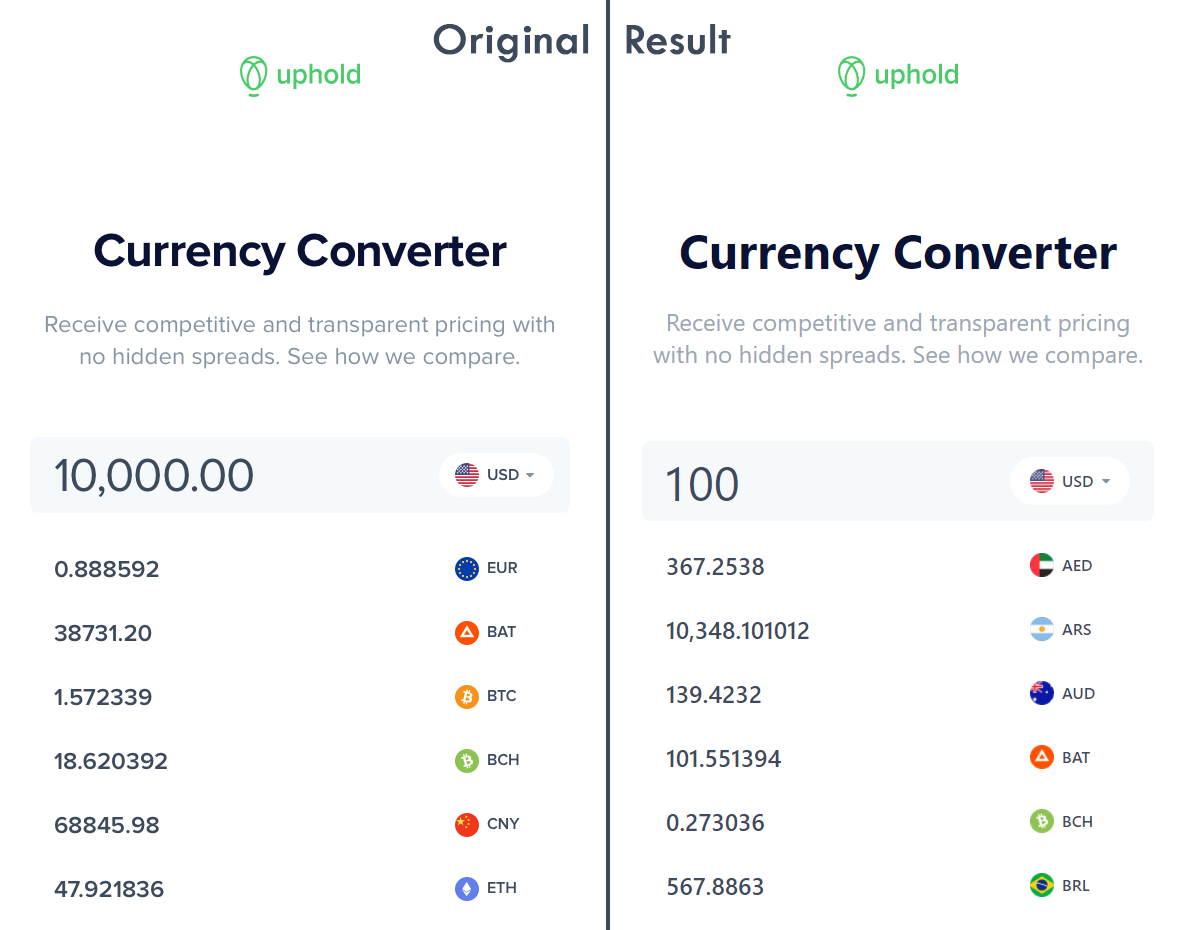 Original
uphold
Currency Converter
Receive competitive and transparent pricing with
no hidden spreads. See how we compare.
10,000.00 USD
0.888592 EUR
38731.20 BAT
1.572339 BTC
18.620392 BCH
68845.98 CNY
47.921836 ETH
Result
uphold
Currency Converter
Receive competitive and transparent pricing
with no hidden spreads. See how we compare.
100 USD
367.2538 AED
10,348.101012 ARS
139.4232 AUD
101.551394 BAT
0.273036 BCH
567.8863 BRL